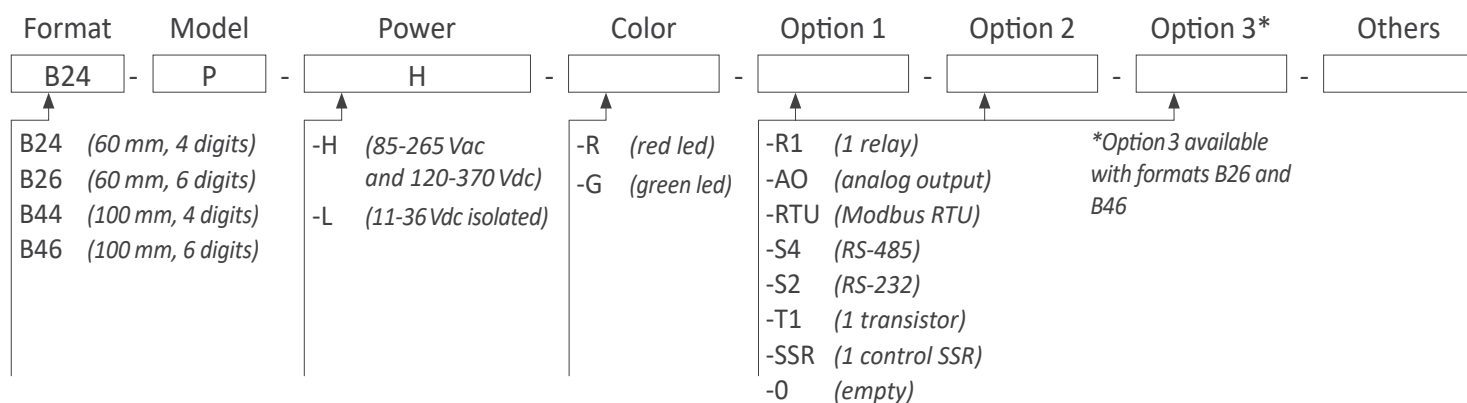 Format Model Power Color Option 1 Option 2 Option 3* Others
B24 - P - H - - - - -
B24 (60 mm, 4 digits)
B26 (60 mm, 6 digits)
B44 (100 mm, 4 digits)
B46 (100 mm, 6 digits)
-H (85-265 Vac
and 120-370 Vdc)
-L (11-36 Vdc isolated)
-R (red led)
-G (green led)
-R1 (1 relay)
-AO (analog output)
-RTU (Modbus RTU)
-S4 (RS-485)
-S2 (RS-232)
-T1 (1 transistor)
-SSR (1 control SSR)
-0 (empty)
*Option 3 available
with formats B26 and
B46